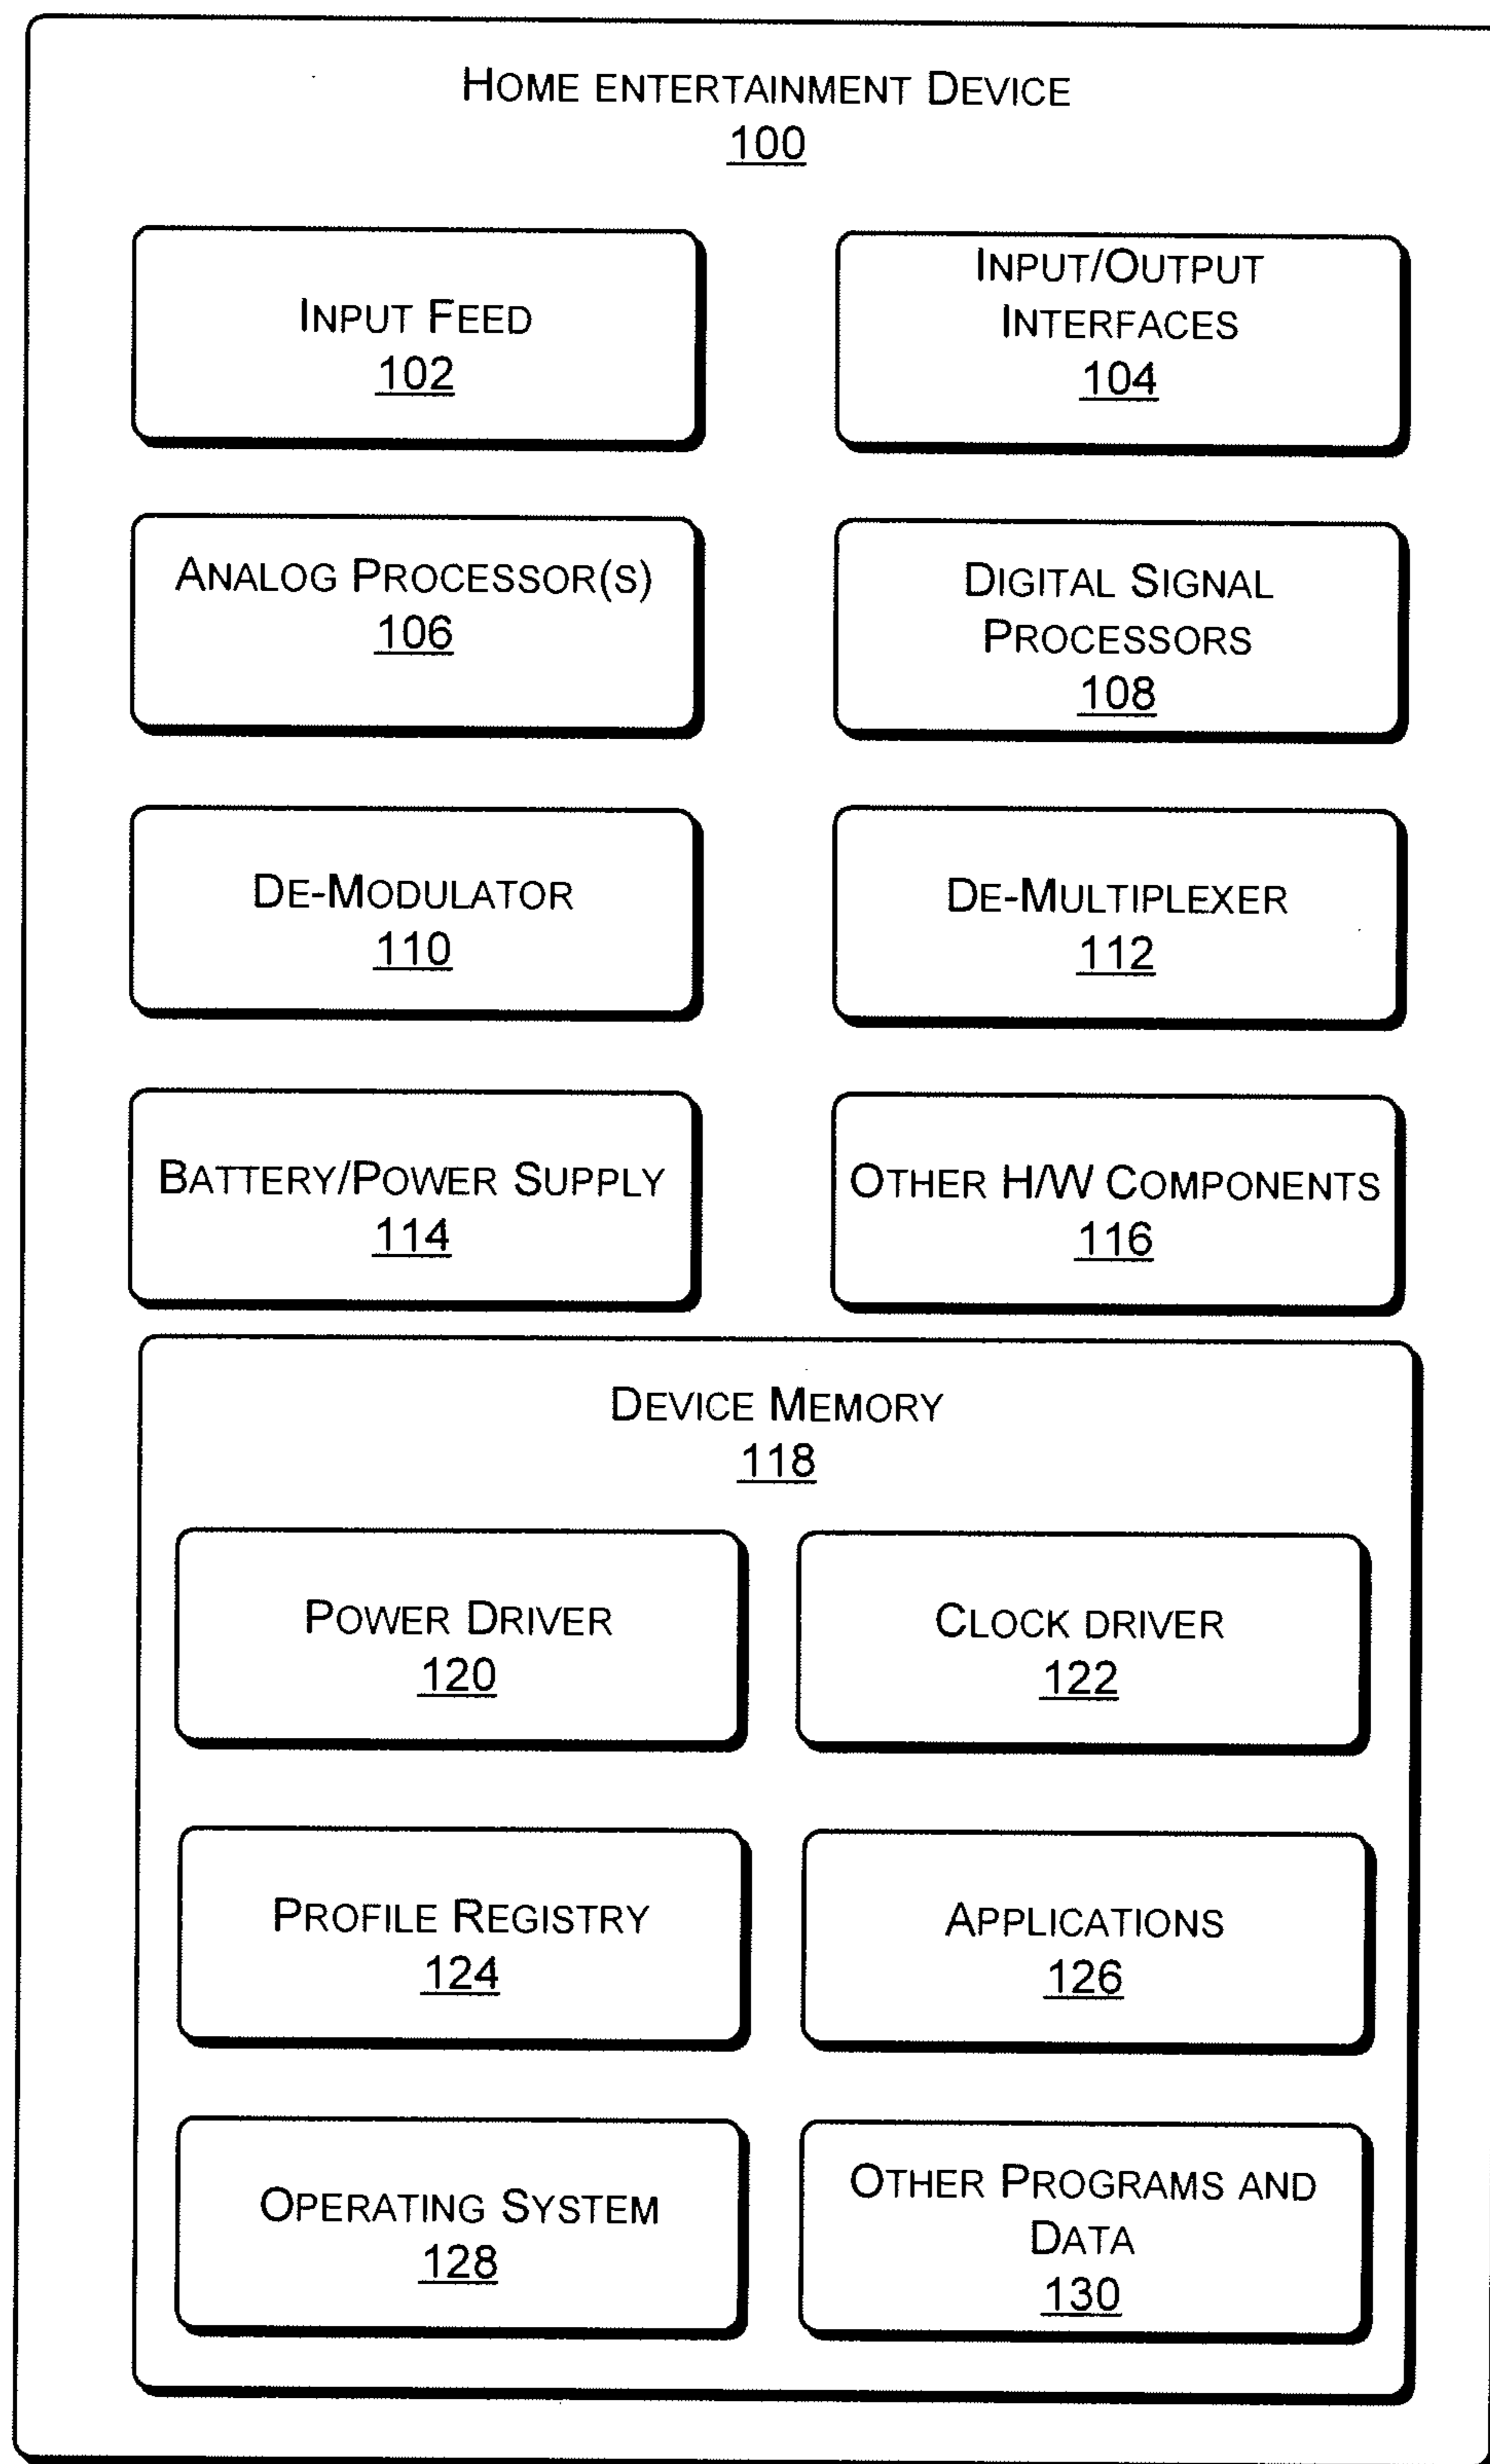 HOME ENTERTAINMENT DEVICE
100
INPUT FEED
102
INPUT/OUTPUT
INTERFACES
104
ANALOG PROCESSOR(S)
106
DIGITAL SIGNAL
PROCESSORS
108
DE-MODULATOR
110
DE-MULTIPLEXER
112
BATTERY/POWER SUPPLY
114
OTHER H/W COMPONENTS
116
DEVICE MEMORY
118
POWER DRIVER
120
CLOCK DRIVER
122
PROFILE REGISTRY
124
APPLICATIONS
126
OPERATING SYSTEM
128
OTHER PROGRAMS AND
DATA
130